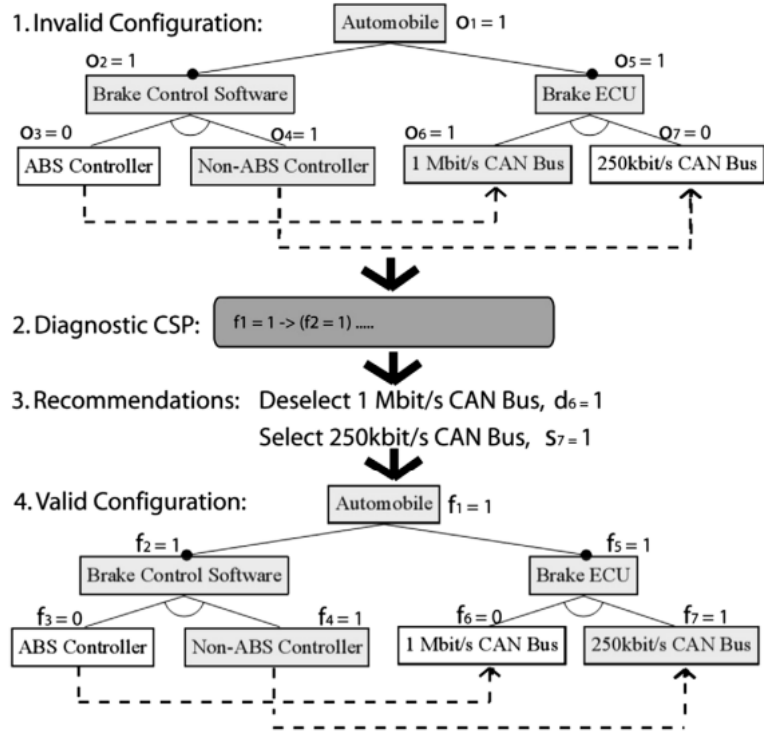 1. Invalid Configuration:
Automobile o1 = 1
o2 = 1 o5 = 1
Brake Control Software Brake ECU
o3 = 0 o4= 1 o6 = 1 o7 = 0
ABS Controller Non-ABS Controller 1 Mbit/s CAN Bus 250kbit/s CAN Bus
2. Diagnostic CSP: f1 = 1 -> (f2 = 1) .....
3. Recommendations: Deselect 1 Mbit/s CAN Bus, d6 = 1
Select 250kbit/s CAN Bus, s7 = 1
4. Valid Configuration:
Automobile f1 = 1
f2 = 1 f5 = 1
Brake Control Software Brake ECU
f3 = 0 f4 = 1 f6 = 0 f7 = 1
ABS Controller Non-ABS Controller 1 Mbit/s CAN Bus 250kbit/s CAN Bus